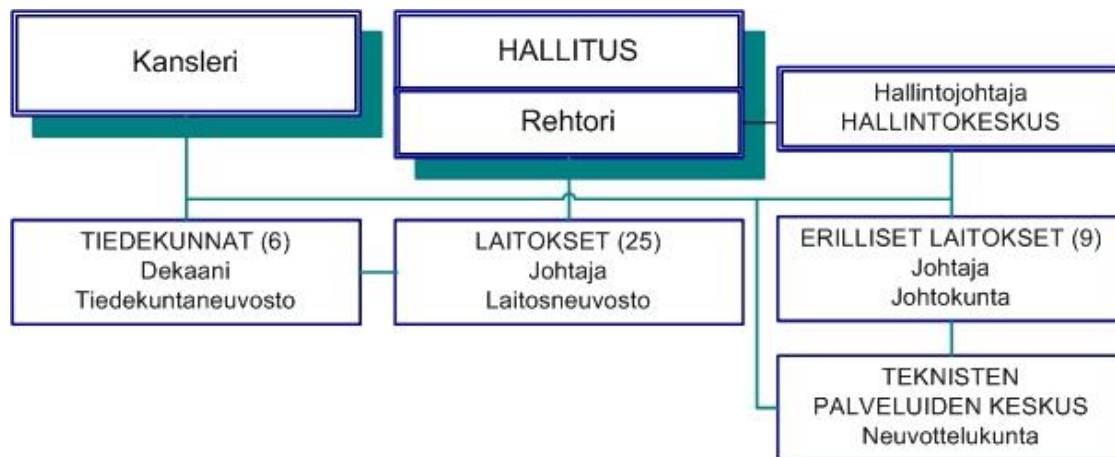 Kansleri
HALLITUS
Rehtori
Hallintojohtaja
HALLINTOKESKUS
TIEDEKUNNAT (6)
Dekaani
Tiedekuntaneuvosto
LAITOKSET (25)
Johtaja
Laitosneuvosto
ERILLISET LAITOKSET (9)
Johtaja
Johtokunta
TEKNISTEN
PALVELUIDEN KESKUS
Neuvottelukunta